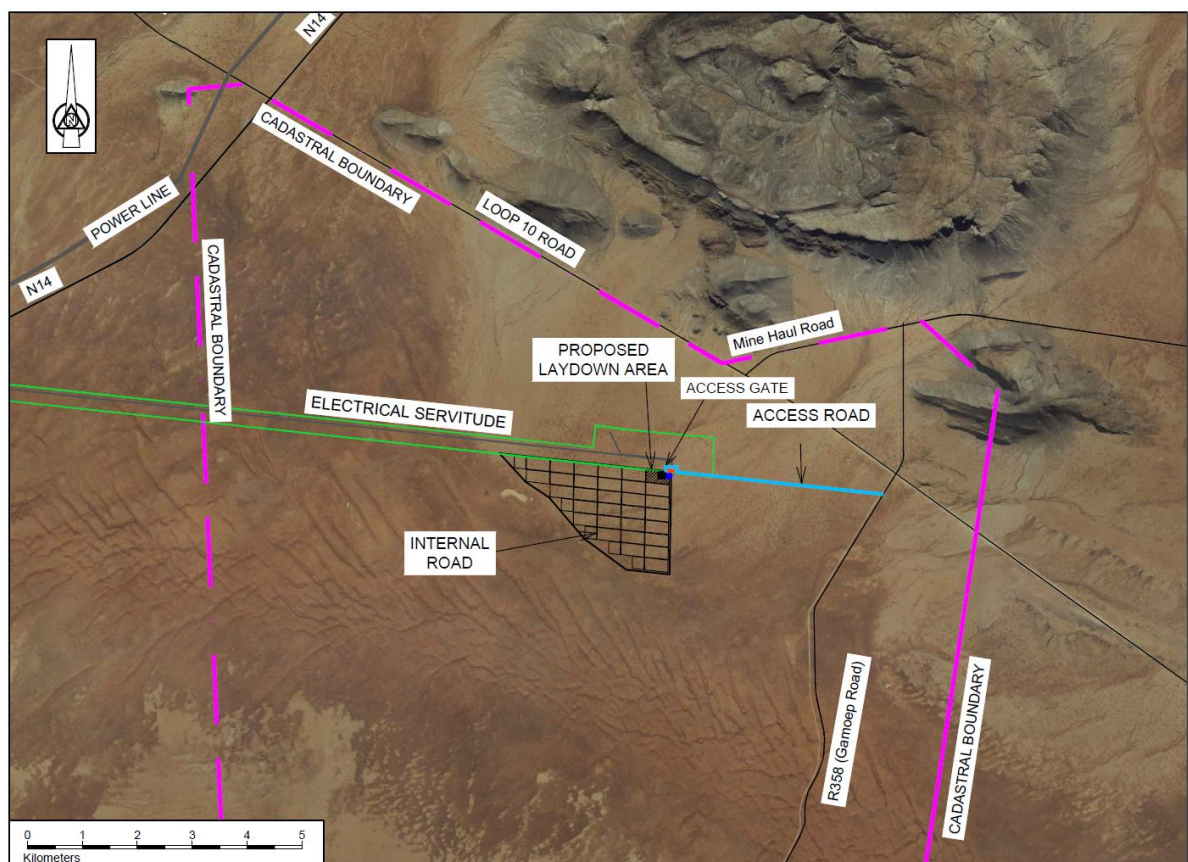 N14
N14
N
CADASTRAL BOUNDARY
POWER LINE
LOOP 10 ROAD
N14
CADASTRAL BOUNDARY
Mine Haul Road
PROPOSED
LAYDOWN AREA
ACCESS GATE
ACCESS ROAD
ELECTRICAL SERVITUDE
INTERNAL
ROAD
R358 (Gamoep Road)
CADASTRAL BOUNDARY
0 1 2 3 4 5
Kilometers